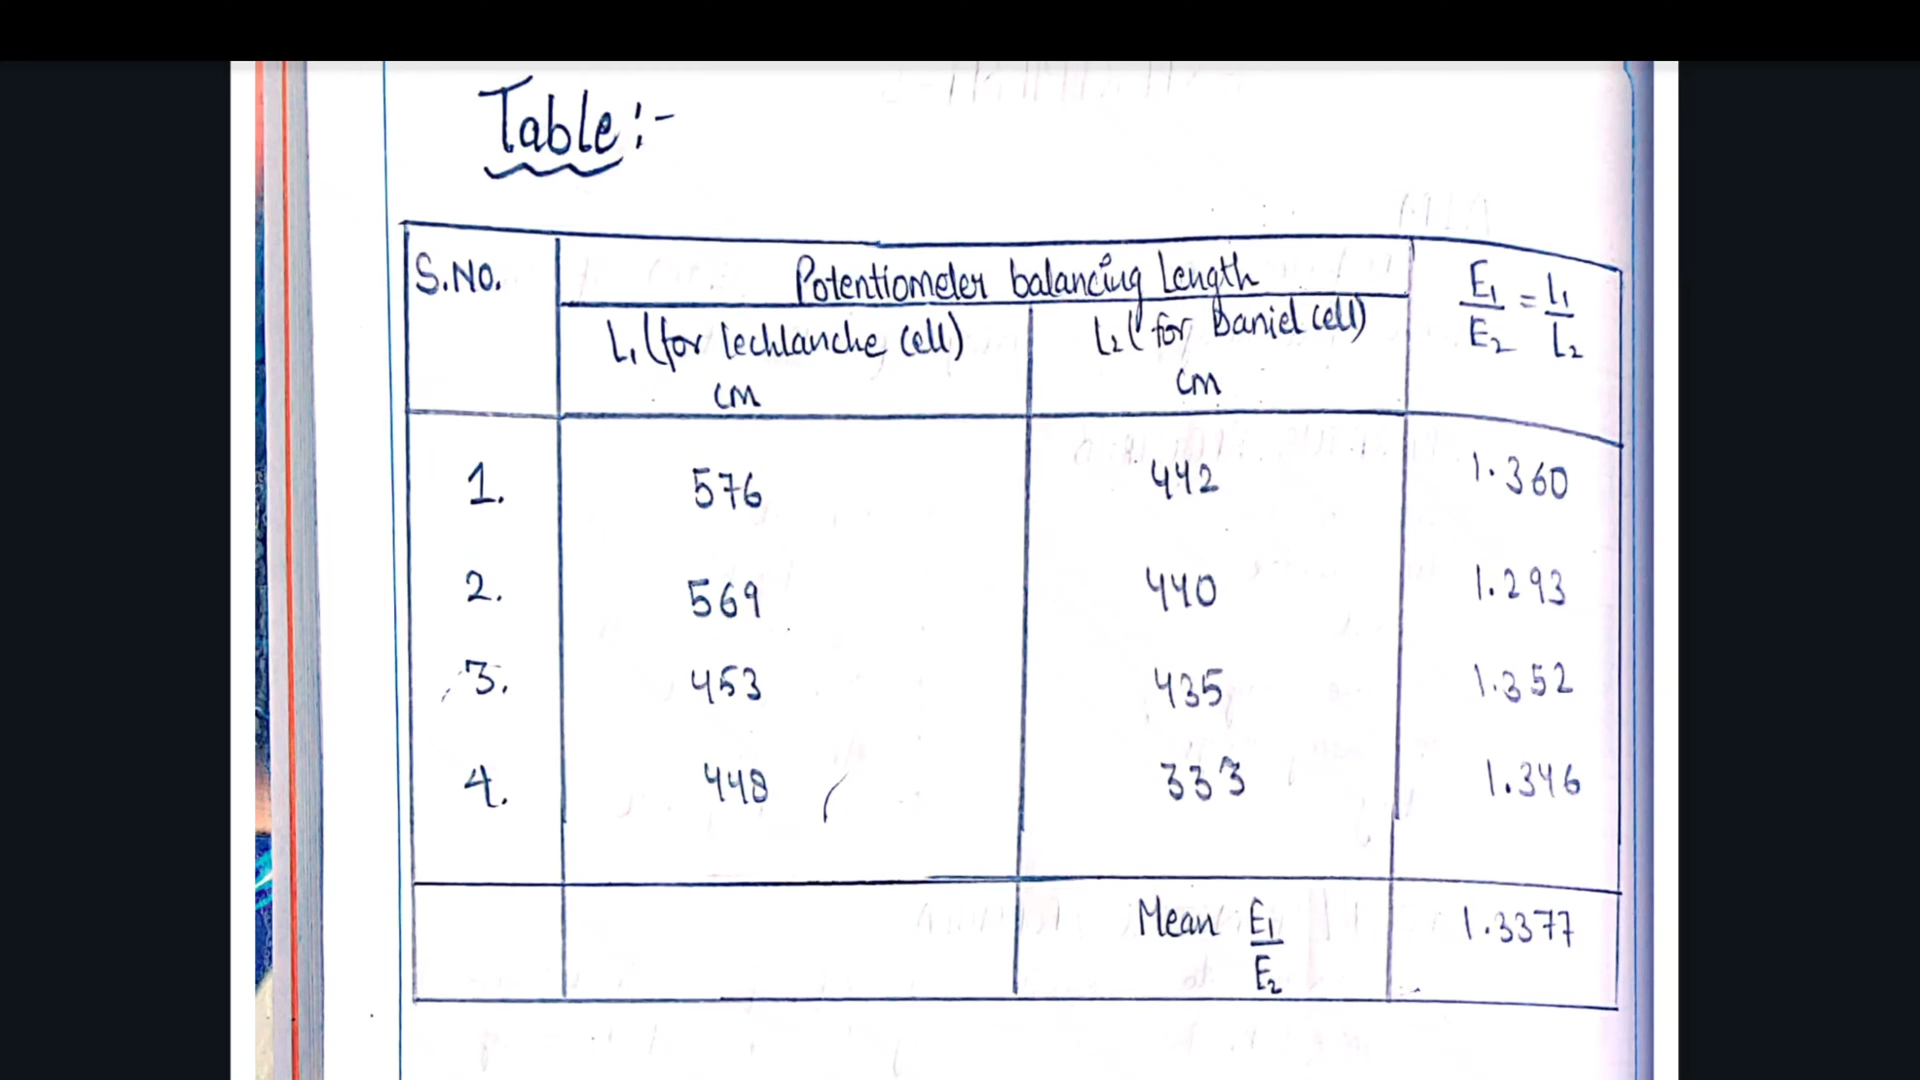 Table:-
S.NO.
Potentiometer balancing Length
E₁/E₂ = L₁/L₂
L₁ (for lechlanche cell) cm
L₂ (for Daniel cell) cm
1. 576 442 1.360
2. 569 440 1.293
3. 453 435 1.352
4. 448 333 1.346
Mean E₁/E₂ 1.3377